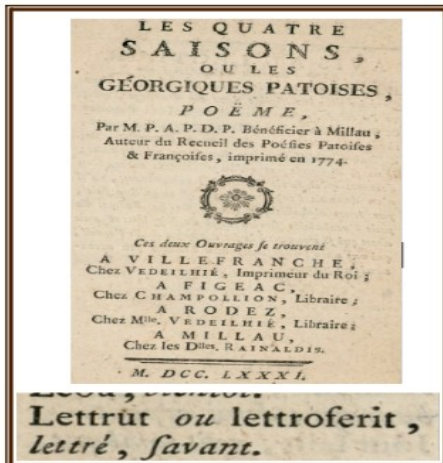 LES QUATRE
SAISONS,
OU LES
GÉORGIQUES PATOISES,
POËME,
Par M. P. A. P. D. P. Bénéficier à Millau ;
Auteur du Recueil des Poéſies Patoiſes
& Françoiſes, imprimé en 1774.
Ces deux Ouvrages ſe trouvent
A VILLEFRANCHE,
Chez VEDEILHIÉ, Imprimeur du Roi ;
A FIGEAC,
Chez CHAMPOLLION, Libraire ;
A RODEZ,
Chez Mlle. VEDEILHIÉ, Libraire ;
A MILLAU,
Chez les Dlles. RAINALDIS.
M. DCC. LXXXI.
Lettrut ou lettroferit,
lettré, ſavant.